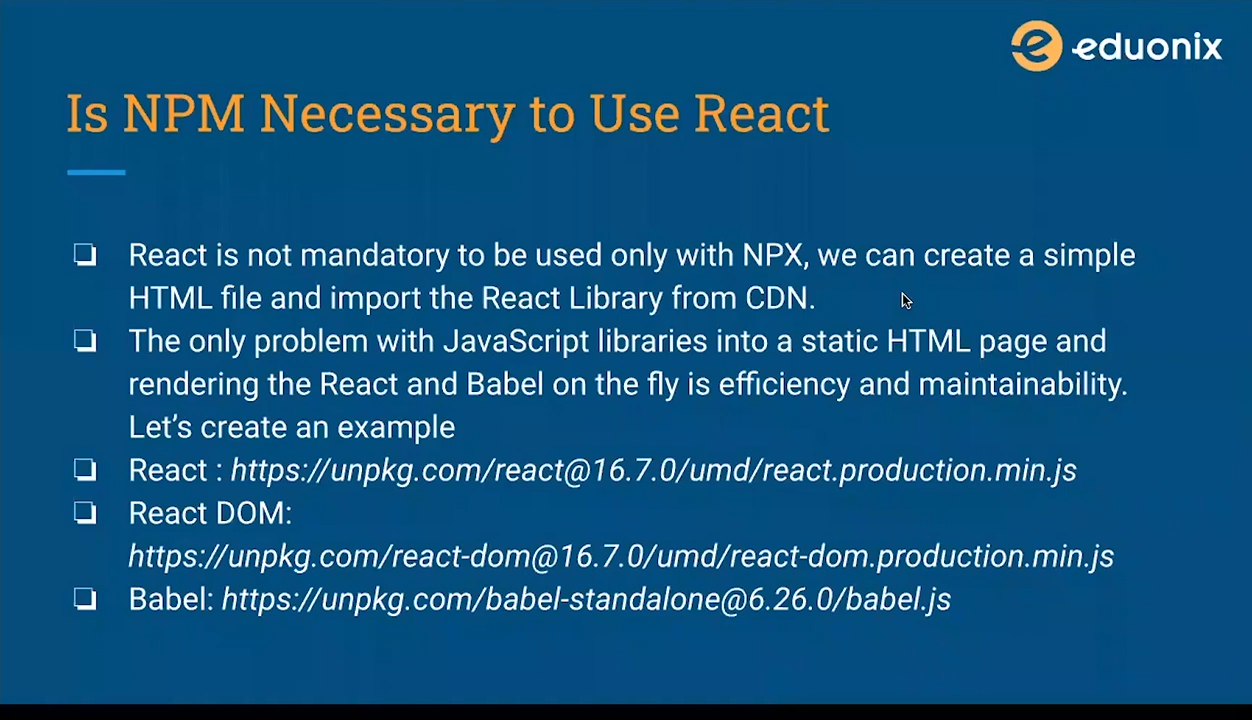 eduonix
Is NPM Necessary to Use React
React is not mandatory to be used only with NPX, we can create a simple
HTML file and import the React Library from CDN.
The only problem with JavaScript libraries into a static HTML page and
rendering the React and Babel on the fly is efficiency and maintainability.
Let’s create an example
React : https://unpkg.com/react@16.7.0/umd/react.production.min.js
React DOM:
https://unpkg.com/react-dom@16.7.0/umd/react-dom.production.min.js
Babel: https://unpkg.com/babel-standalone@6.26.0/babel.js